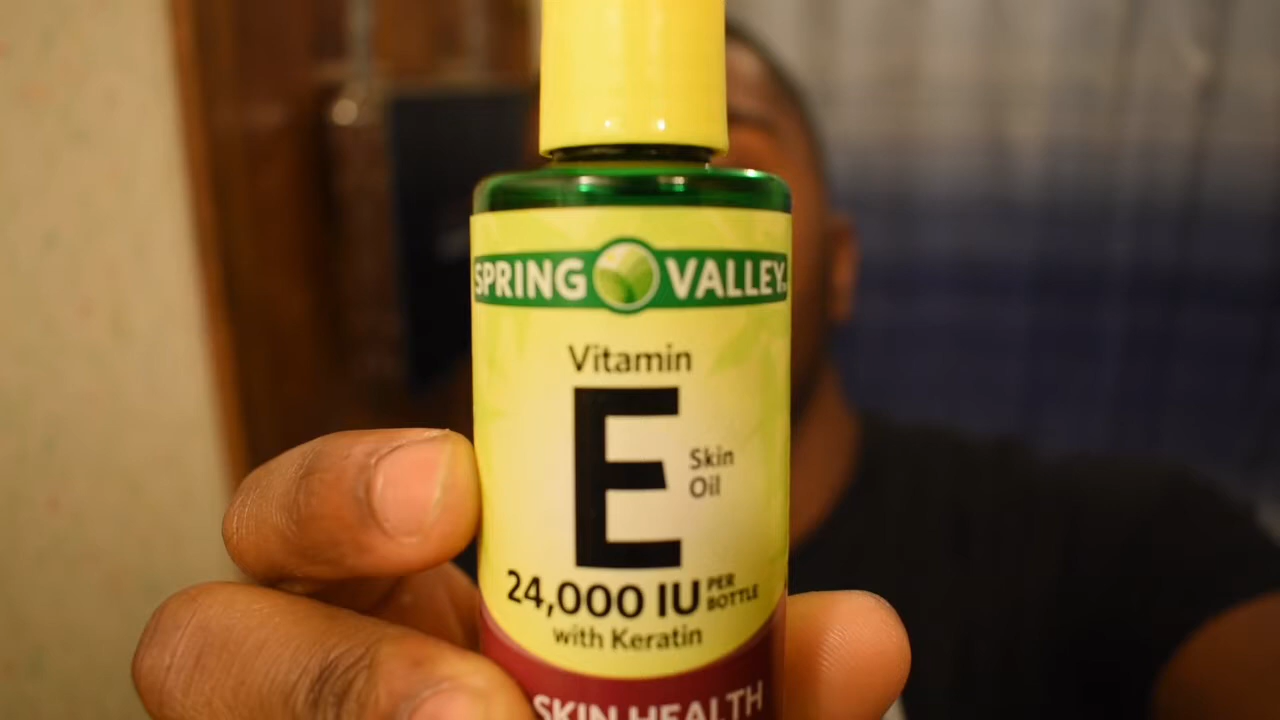 SPRING VALLEY.
Vitamin
E
Skin
Oil
24,000 IU PER
BOTTLE
with Keratin
SKIN HEALTH